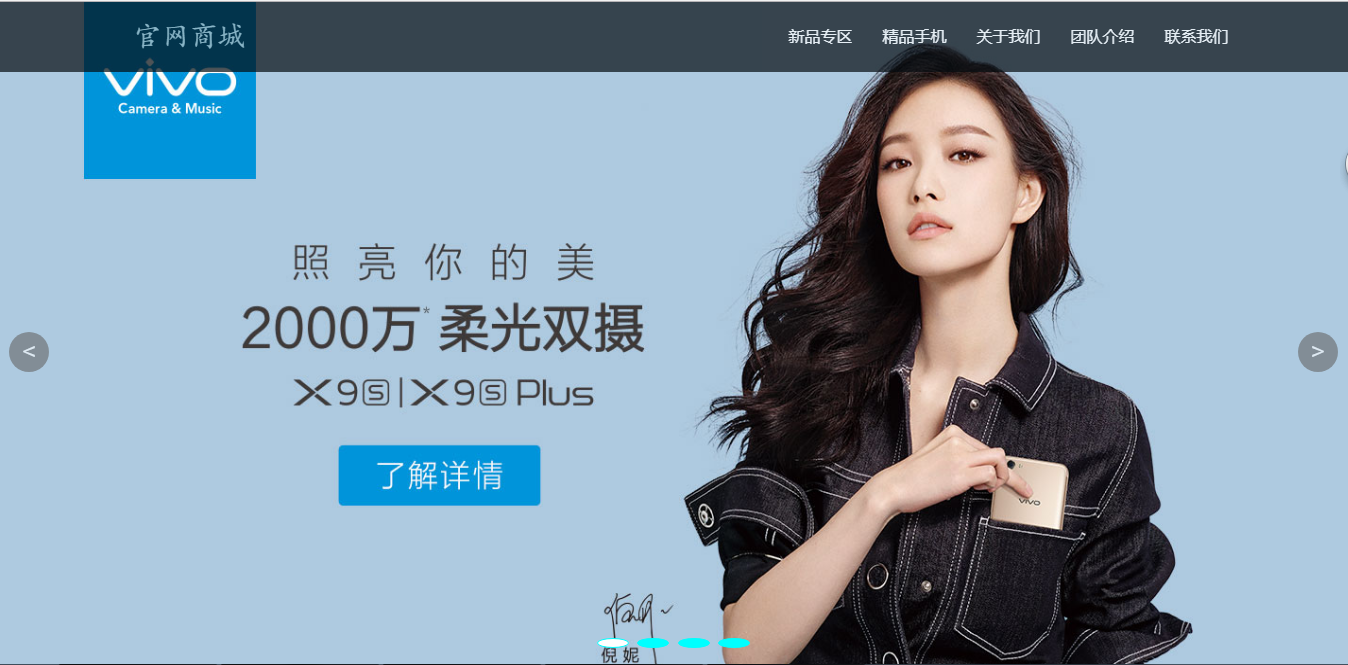 官网商城
新品专区 精品手机 关于我们 团队介绍 联系我们
vivo
Camera & Music
照亮你的美
2000万* 柔光双摄
<
>
X9s | X9s Plus
了解详情
vivo
倪妮
倪妮